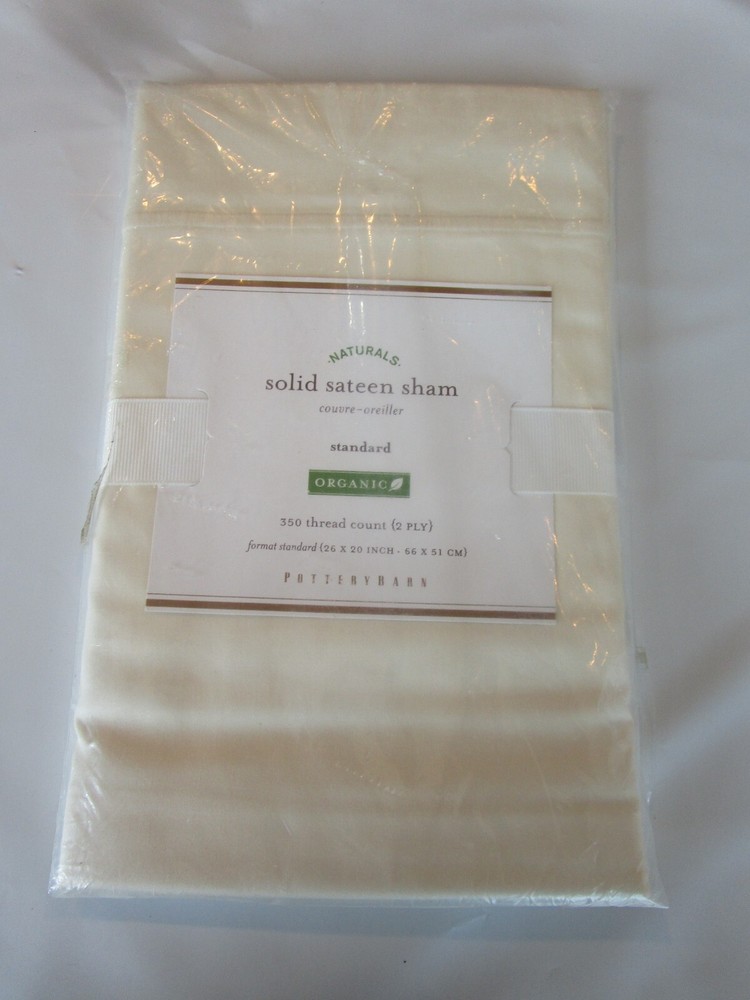 ·NATURALS·
solid sateen sham
couvre-oreiller
standard
ORGANIC
350 thread count (2 PLY)
format standard (26 X 20 INCH - 66 X 51 CM)
POTTERYBARN